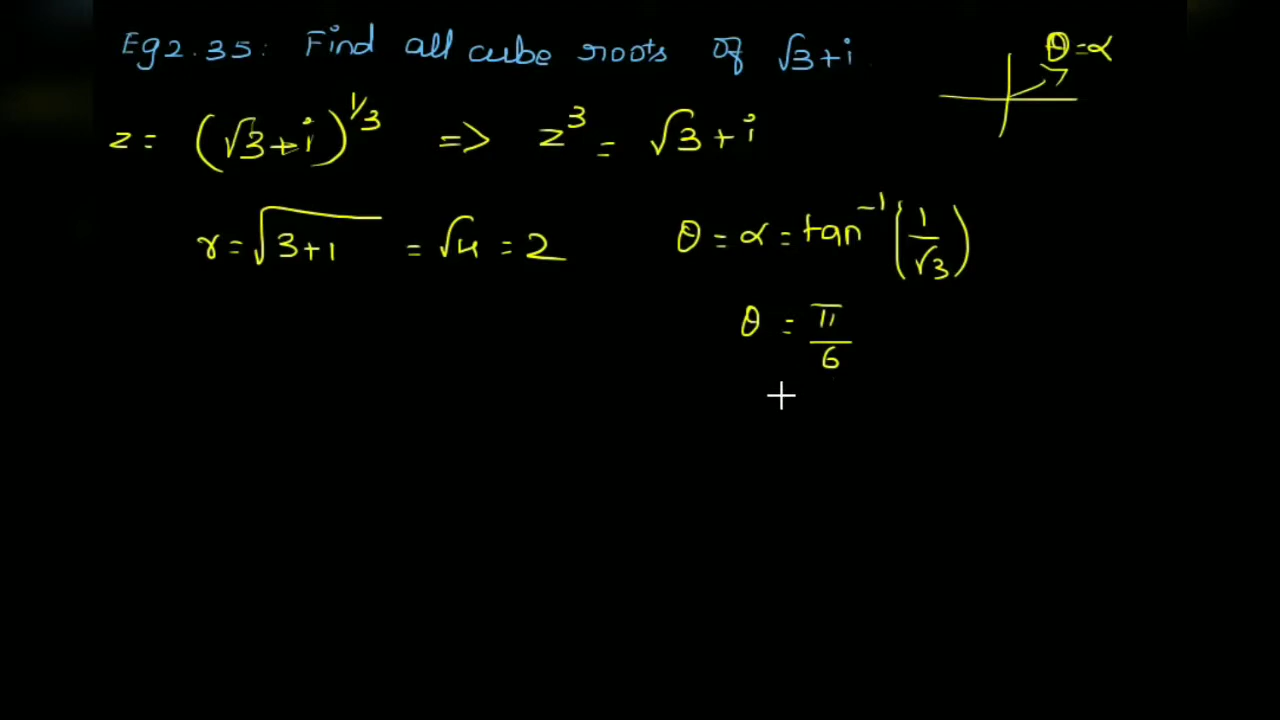 Eg 2.35: Find all cube roots of √3+i
θ=α
z = (√3+i)^1/3 => z^3 = √3+i
r = √3+1 = √4 = 2 θ = α = tan^-1(1/√3)
θ = π/6